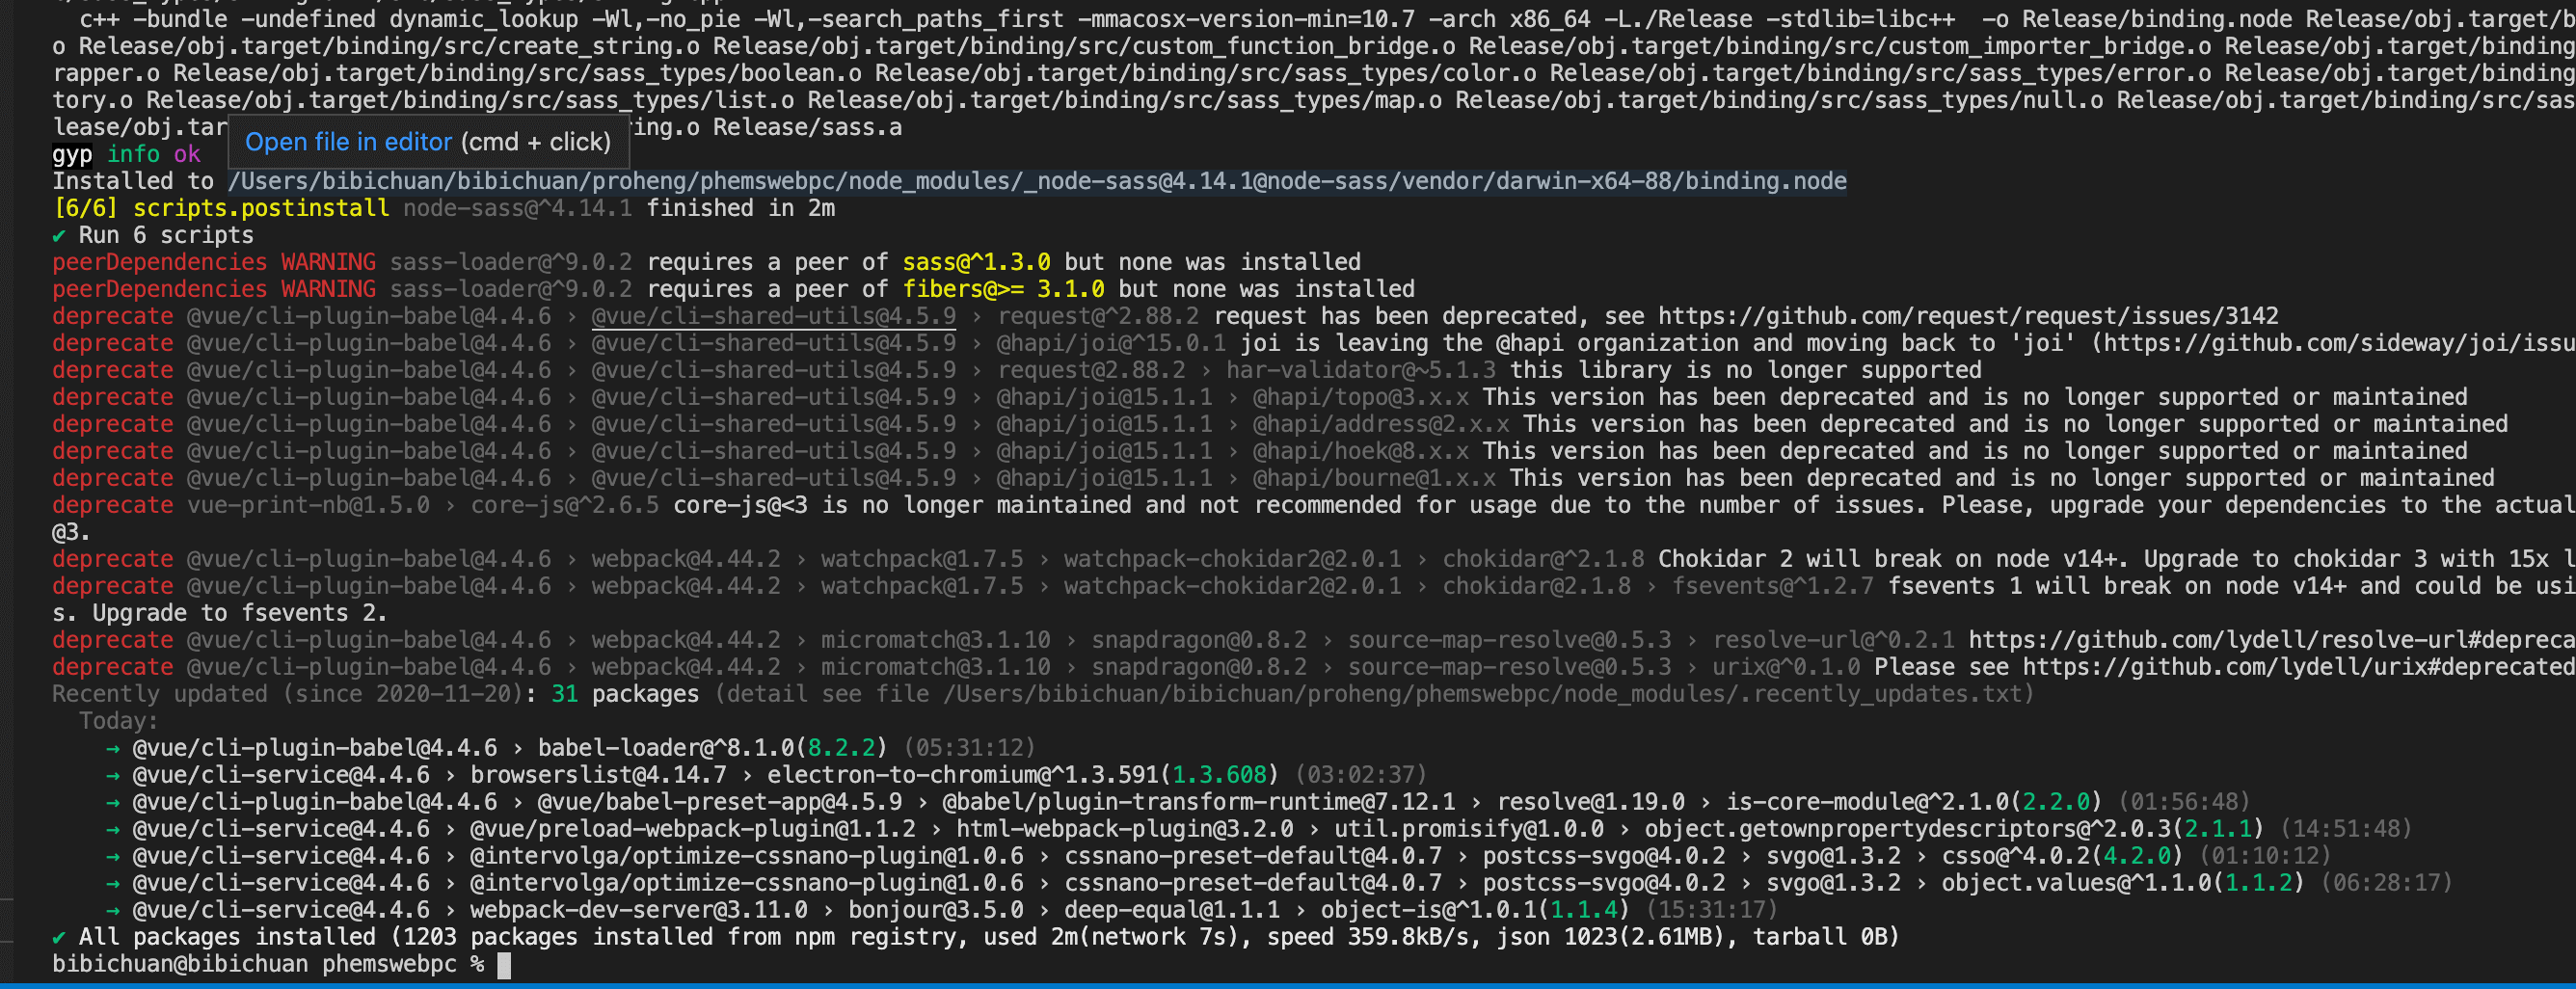 c++ -bundle -undefined dynamic_lookup -Wl,-no_pie -Wl,-search_paths_first -mmacosx-version-min=10.7 -arch x86_64 -L./Release -stdlib=libc++  -o Release/binding.node Release/obj.target/b
o Release/obj.target/binding/src/create_string.o Release/obj.target/binding/src/custom_function_bridge.o Release/obj.target/binding/src/custom_importer_bridge.o Release/obj.target/binding
rapper.o Release/obj.target/binding/src/sass_types/boolean.o Release/obj.target/binding/src/sass_types/color.o Release/obj.target/binding/src/sass_types/error.o Release/obj.target/binding
tory.o Release/obj.target/binding/src/sass_types/list.o Release/obj.target/binding/src/sass_types/map.o Release/obj.target/binding/src/sass_types/null.o Release/obj.target/binding/src/sas
lease/obj.tar ing.o Release/sass.a
Open file in editor (cmd + click)
gyp info ok
Installed to /Users/bibichuan/bibichuan/proheng/phemswebpc/node_modules/_node-sass@4.14.1@node-sass/vendor/darwin-x64-88/binding.node
[6/6] scripts.postinstall node-sass@^4.14.1 finished in 2m
✔ Run 6 scripts
peerDependencies WARNING sass-loader@^9.0.2 requires a peer of sass@^1.3.0 but none was installed
peerDependencies WARNING sass-loader@^9.0.2 requires a peer of fibers@>= 3.1.0 but none was installed
deprecate @vue/cli-plugin-babel@4.4.6 › @vue/cli-shared-utils@4.5.9 › request@^2.88.2 request has been deprecated, see https://github.com/request/request/issues/3142
deprecate @vue/cli-plugin-babel@4.4.6 › @vue/cli-shared-utils@4.5.9 › @hapi/joi@^15.0.1 joi is leaving the @hapi organization and moving back to 'joi' (https://github.com/sideway/joi/issu
deprecate @vue/cli-plugin-babel@4.4.6 › @vue/cli-shared-utils@4.5.9 › request@2.88.2 › har-validator@~5.1.3 this library is no longer supported
deprecate @vue/cli-plugin-babel@4.4.6 › @vue/cli-shared-utils@4.5.9 › @hapi/joi@15.1.1 › @hapi/topo@3.x.x This version has been deprecated and is no longer supported or maintained
deprecate @vue/cli-plugin-babel@4.4.6 › @vue/cli-shared-utils@4.5.9 › @hapi/joi@15.1.1 › @hapi/address@2.x.x This version has been deprecated and is no longer supported or maintained
deprecate @vue/cli-plugin-babel@4.4.6 › @vue/cli-shared-utils@4.5.9 › @hapi/joi@15.1.1 › @hapi/hoek@8.x.x This version has been deprecated and is no longer supported or maintained
deprecate @vue/cli-plugin-babel@4.4.6 › @vue/cli-shared-utils@4.5.9 › @hapi/joi@15.1.1 › @hapi/bourne@1.x.x This version has been deprecated and is no longer supported or maintained
deprecate vue-print-nb@1.5.0 › core-js@^2.6.5 core-js@<3 is no longer maintained and not recommended for usage due to the number of issues. Please, upgrade your dependencies to the actual
@3.
deprecate @vue/cli-plugin-babel@4.4.6 › webpack@4.44.2 › watchpack@1.7.5 › watchpack-chokidar2@2.0.1 › chokidar@^2.1.8 Chokidar 2 will break on node v14+. Upgrade to chokidar 3 with 15x l
deprecate @vue/cli-plugin-babel@4.4.6 › webpack@4.44.2 › watchpack@1.7.5 › watchpack-chokidar2@2.0.1 › chokidar@2.1.8 › fsevents@^1.2.7 fsevents 1 will break on node v14+ and could be usi
s. Upgrade to fsevents 2.
deprecate @vue/cli-plugin-babel@4.4.6 › webpack@4.44.2 › micromatch@3.1.10 › snapdragon@0.8.2 › source-map-resolve@0.5.3 › resolve-url@^0.2.1 https://github.com/lydell/resolve-url#depreca
deprecate @vue/cli-plugin-babel@4.4.6 › webpack@4.44.2 › micromatch@3.1.10 › snapdragon@0.8.2 › source-map-resolve@0.5.3 › urix@^0.1.0 Please see https://github.com/lydell/urix#deprecated
Recently updated (since 2020-11-20): 31 packages (detail see file /Users/bibichuan/bibichuan/proheng/phemswebpc/node_modules/.recently_updates.txt)
Today:
→ @vue/cli-plugin-babel@4.4.6 › babel-loader@^8.1.0(8.2.2) (05:31:12)
→ @vue/cli-service@4.4.6 › browserslist@4.14.7 › electron-to-chromium@^1.3.591(1.3.608) (03:02:37)
→ @vue/cli-plugin-babel@4.4.6 › @vue/babel-preset-app@4.5.9 › @babel/plugin-transform-runtime@7.12.1 › resolve@1.19.0 › is-core-module@^2.1.0(2.2.0) (01:56:48)
→ @vue/cli-service@4.4.6 › @vue/preload-webpack-plugin@1.1.2 › html-webpack-plugin@3.2.0 › util.promisify@1.0.0 › object.getownpropertydescriptors@^2.0.3(2.1.1) (14:51:48)
→ @vue/cli-service@4.4.6 › @intervolga/optimize-cssnano-plugin@1.0.6 › cssnano-preset-default@4.0.7 › postcss-svgo@4.0.2 › svgo@1.3.2 › csso@^4.0.2(4.2.0) (01:10:12)
→ @vue/cli-service@4.4.6 › @intervolga/optimize-cssnano-plugin@1.0.6 › cssnano-preset-default@4.0.7 › postcss-svgo@4.0.2 › svgo@1.3.2 › object.values@^1.1.0(1.1.2) (06:28:17)
→ @vue/cli-service@4.4.6 › webpack-dev-server@3.11.0 › bonjour@3.5.0 › deep-equal@1.1.1 › object-is@^1.0.1(1.1.4) (15:31:17)
✔ All packages installed (1203 packages installed from npm registry, used 2m(network 7s), speed 359.8kB/s, json 1023(2.61MB), tarball 0B)
bibichuan@bibichuan phemswebpc %